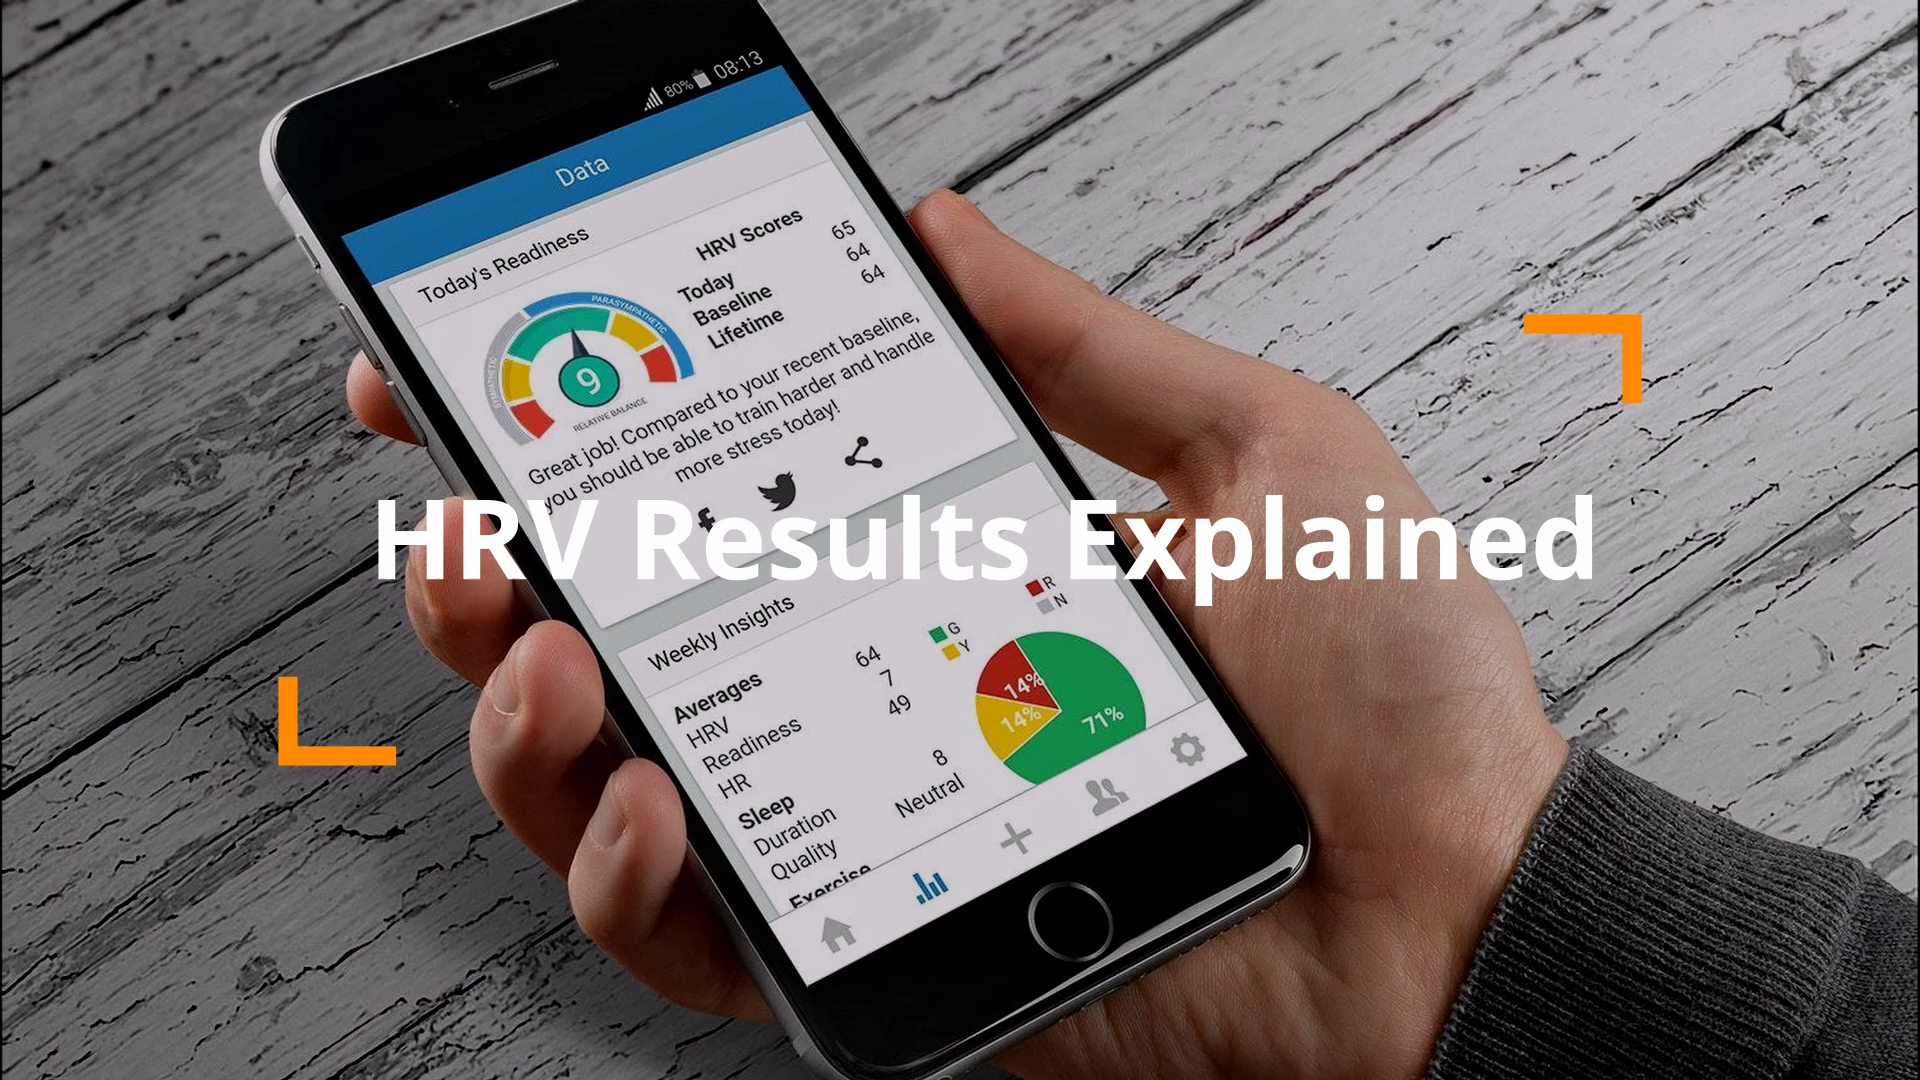 80% 08:13
Data
Today's Readiness
HRV Scores
Today 65
Baseline 64
Lifetime 64
SYMPATHETIC
PARASYMPATHETIC
9
RELATIVE BALANCE
Great job! Compared to your recent baseline,
you should be able to train harder and handle
more stress today!
HRV Results Explained
Weekly Insights
Averages
HRV 64
Readiness 7
HR 49
Sleep
Duration 8
Quality Neutral
Exercise
G
Y
R
N
14%
14%
71%